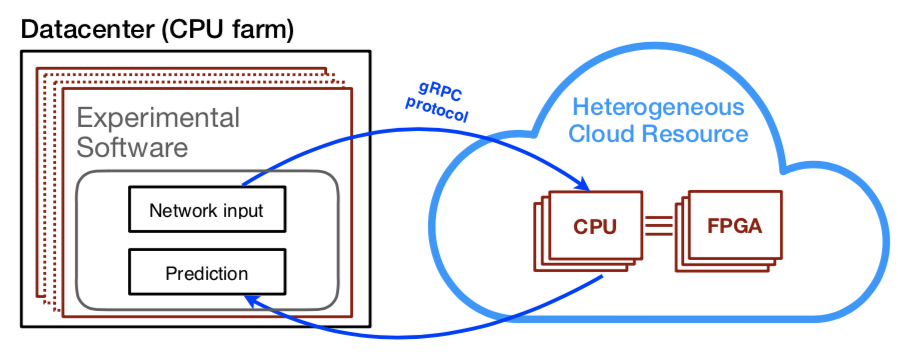 Datacenter (CPU farm)
Experimental
Software
Network input
Prediction
gRPC
protocol
Heterogeneous
Cloud Resource
CPU
FPGA